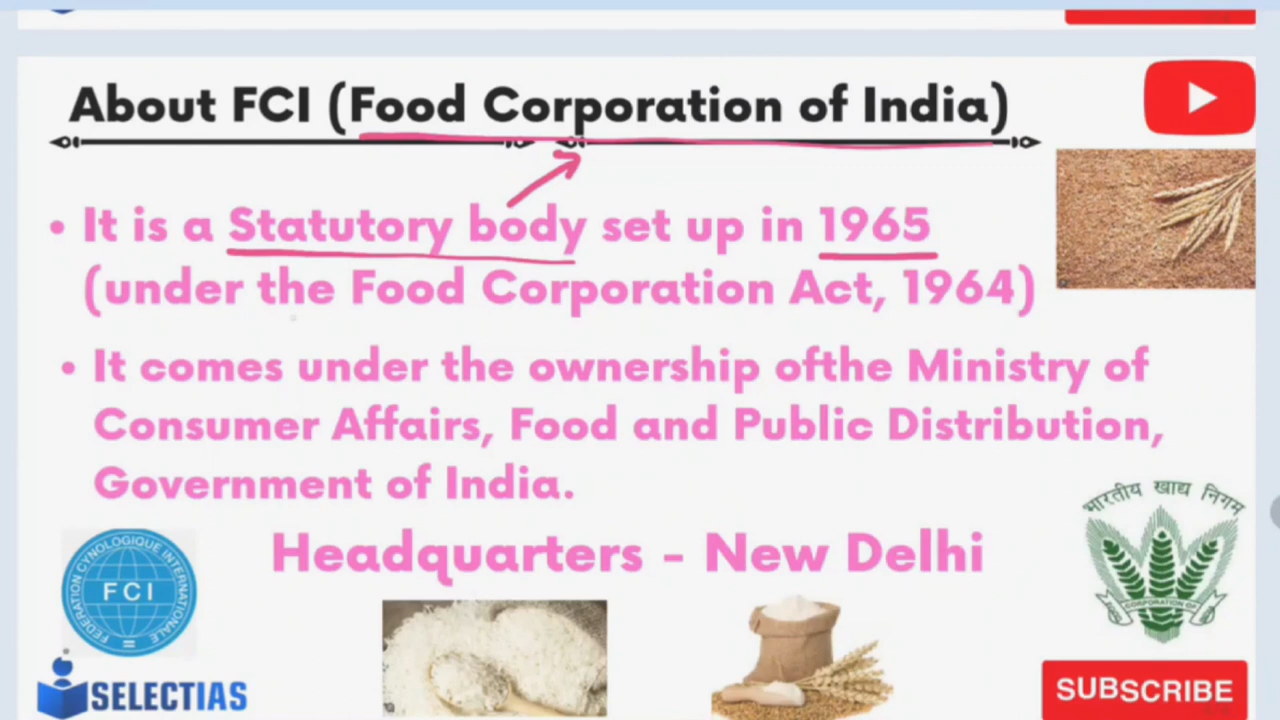 About FCI (Food Corporation of India)
• It is a Statutory body set up in 1965
(under the Food Corporation Act, 1964)
• It comes under the ownership ofthe Ministry of
Consumer Affairs, Food and Public Distribution,
Government of India.
भारतीय खाद्य निगम
CORPORATION OF
Headquarters - New Delhi
FEDERATION CYNOLOGIQUE INTERNATIONALE
FCI
SELECTIAS
SUBSCRIBE